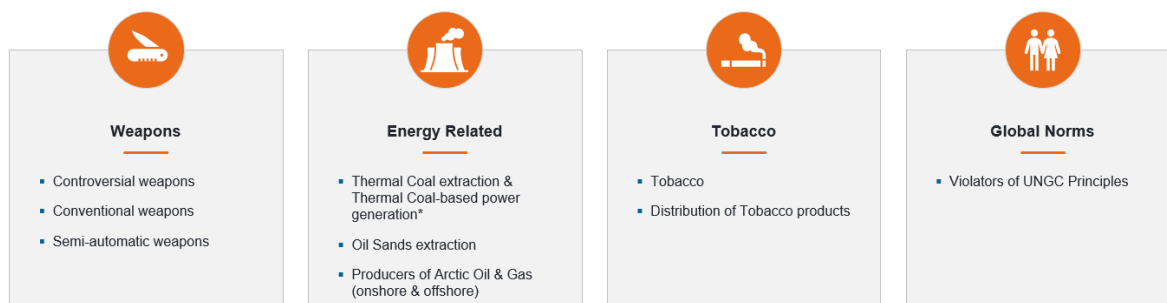 Weapons
Controversial weapons
Conventional weapons
Semi-automatic weapons
Energy Related
Thermal Coal extraction &
Thermal Coal-based power
generation*
Oil Sands extraction
Producers of Arctic Oil & Gas
(onshore & offshore)
Tobacco
Tobacco
Distribution of Tobacco products
Global Norms
Violators of UNGC Principles